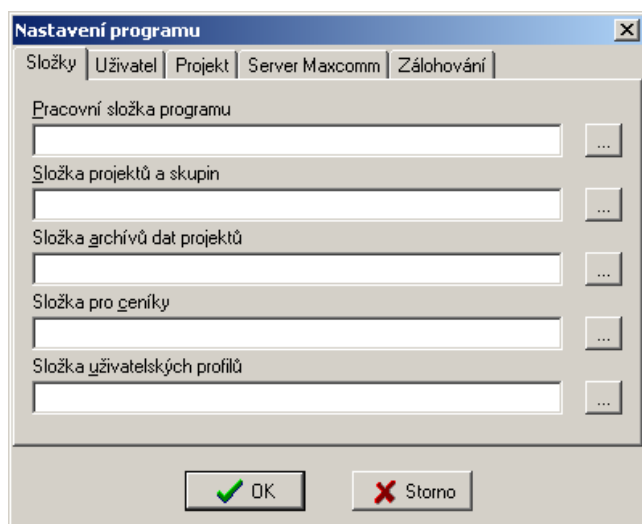 Nastavení programu
Složky Uživatel Projekt Server Maxcomm Zálohování
Pracovní složka programu
...
Složka projektů a skupin
...
Složka archívů dat projektů
...
Složka pro ceníky
...
Složka uživatelských profilů
...
OK Storno